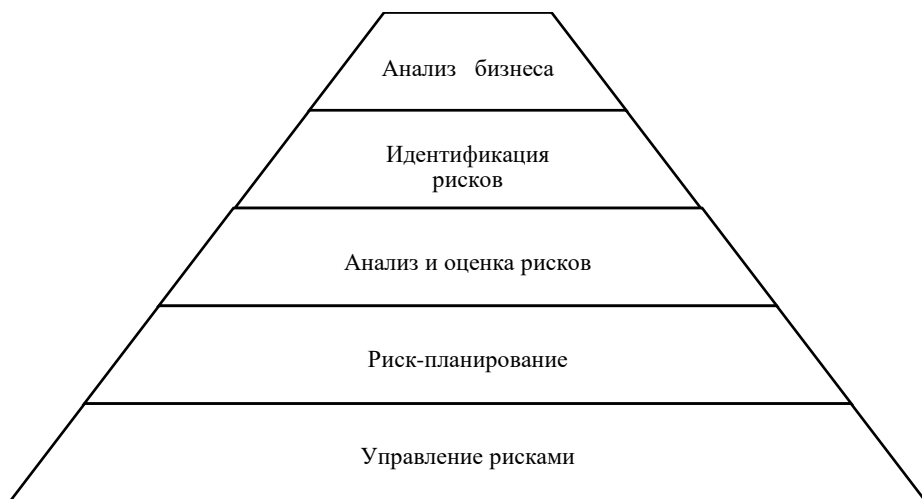 Анализ бизнеса
Идентификация
рисков
Анализ и оценка рисков
Риск-планирование
Управление рисками